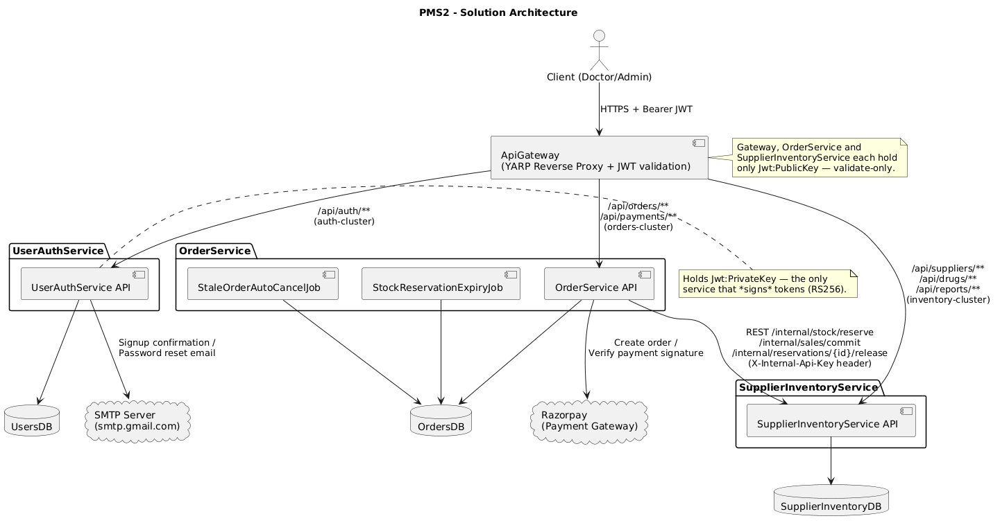 PMS2 - Solution Architecture
Client (Doctor/Admin)
HTTPS + Bearer JWT
ApiGateway
(YARP Reverse Proxy + JWT validation)
Gateway, OrderService and
SupplierInventoryService each hold
only Jwt:PublicKey — validate-only.
/api/auth/**
(auth-cluster)
/api/orders/**
/api/payments/**
(orders-cluster)
/api/suppliers/**
/api/drugs/**
/api/reports/**
(inventory-cluster)
UserAuthService
UserAuthService API
OrderService
StaleOrderAutoCancelJob
StockReservationExpiryJob
OrderService API
Holds Jwt:PrivateKey — the only
service that *signs* tokens (RS256).
Signup confirmation /
Password reset email
Create order /
Verify payment signature
REST /internal/stock/reserve
/internal/sales/commit
/internal/reservations/{id}/release
(X-Internal-Api-Key header)
UsersDB
SMTP Server
(smtp.gmail.com)
OrdersDB
Razorpay
(Payment Gateway)
SupplierInventoryService
SupplierInventoryService API
SupplierInventoryDB